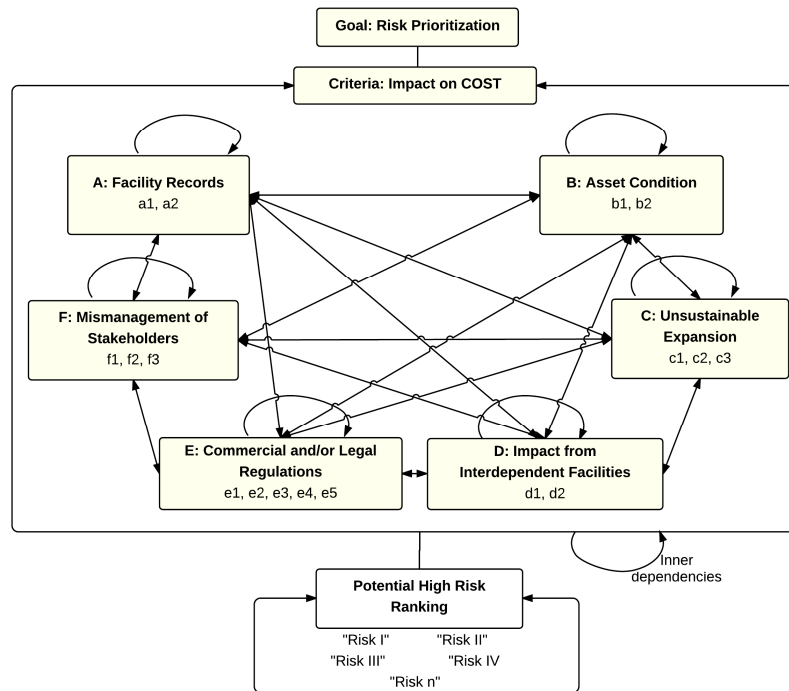 Goal: Risk Prioritization
Criteria: Impact on COST
A: Facility Records
a1, a2
B: Asset Condition
b1, b2
F: Mismanagement of
Stakeholders
f1, f2, f3
C: Unsustainable
Expansion
c1, c2, c3
E: Commercial and/or Legal
Regulations
e1, e2, e3, e4, e5
D: Impact from
Interdependent Facilities
d1, d2
Inner
dependencies
Potential High Risk
Ranking
"Risk I" "Risk II"
"Risk III" "Risk IV
"Risk n"